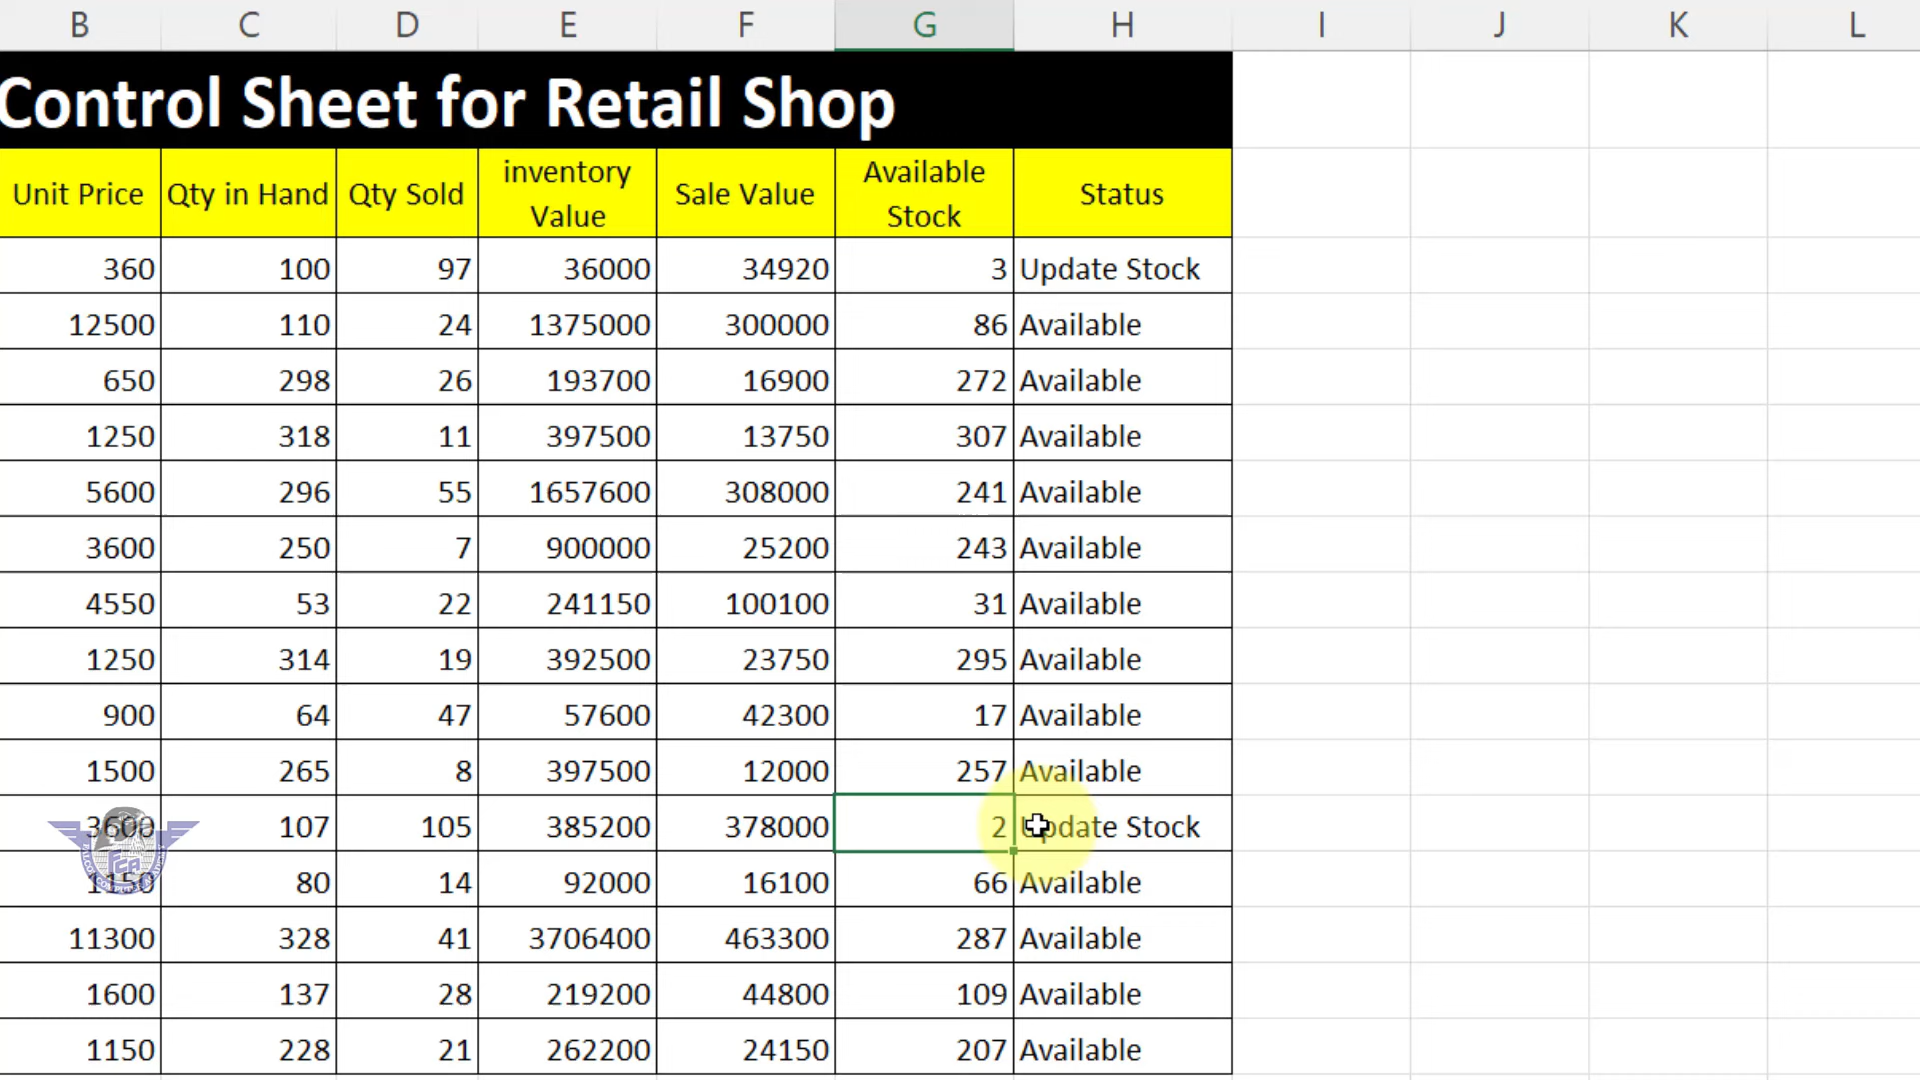 B C D E F G H I J K L
Control Sheet for Retail Shop
Unit Price Qty in Hand Qty Sold inventory Value Sale Value Available Stock Status
360 100 97 36000 34920 3 Update Stock
12500 110 24 1375000 300000 86 Available
650 298 26 193700 16900 272 Available
1250 318 11 397500 13750 307 Available
5600 296 55 1657600 308000 241 Available
3600 250 7 900000 25200 243 Available
4550 53 22 241150 100100 31 Available
1250 314 19 392500 23750 295 Available
900 64 47 57600 42300 17 Available
1500 265 8 397500 12000 257 Available
3600 107 105 385200 378000 2 Update Stock
1150 80 14 92000 16100 66 Available
11300 328 41 3706400 463300 287 Available
1600 137 28 219200 44800 109 Available
1150 228 21 262200 24150 207 Available
FCA